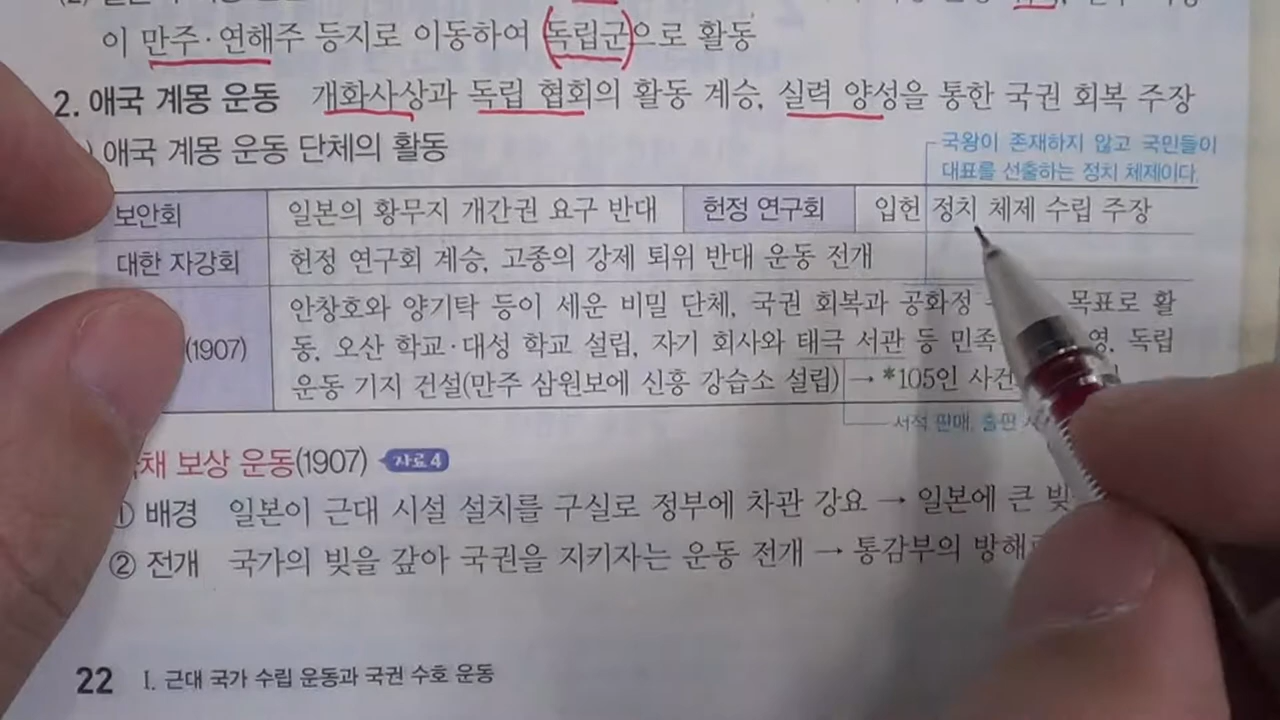 이 만주·연해주 등지로 이동하여 독립군으로 활동
2. 애국 계몽 운동 개화사상과 독립 협회의 활동 계승, 실력 양성을 통한 국권 회복 주장
애국 계몽 운동 단체의 활동
국왕이 존재하지 않고 국민들이
대표를 선출하는 정치 체제이다.
보안회 일본의 황무지 개간권 요구 반대 헌정 연구회 입헌 정치 체제 수립 주장
대한 자강회 헌정 연구회 계승, 고종의 강제 퇴위 반대 운동 전개
안창호와 양기탁 등이 세운 비밀 단체, 국권 회복과 공화정 목표로 활
(1907) 동, 오산 학교·대성 학교 설립, 자기 회사와 태극 서관 등 민족 영, 독립
운동 기지 건설(만주 삼원보에 신흥 강습소 설립) → *105인 사건
서적 판매, 출판
채 보상 운동(1907) 자료 4
① 배경 일본이 근대 시설 설치를 구실로 정부에 차관 강요 → 일본에 큰 빚
② 전개 국가의 빚을 갚아 국권을 지키자는 운동 전개 → 통감부의 방해
22 I. 근대 국가 수립 운동과 국권 수호 운동